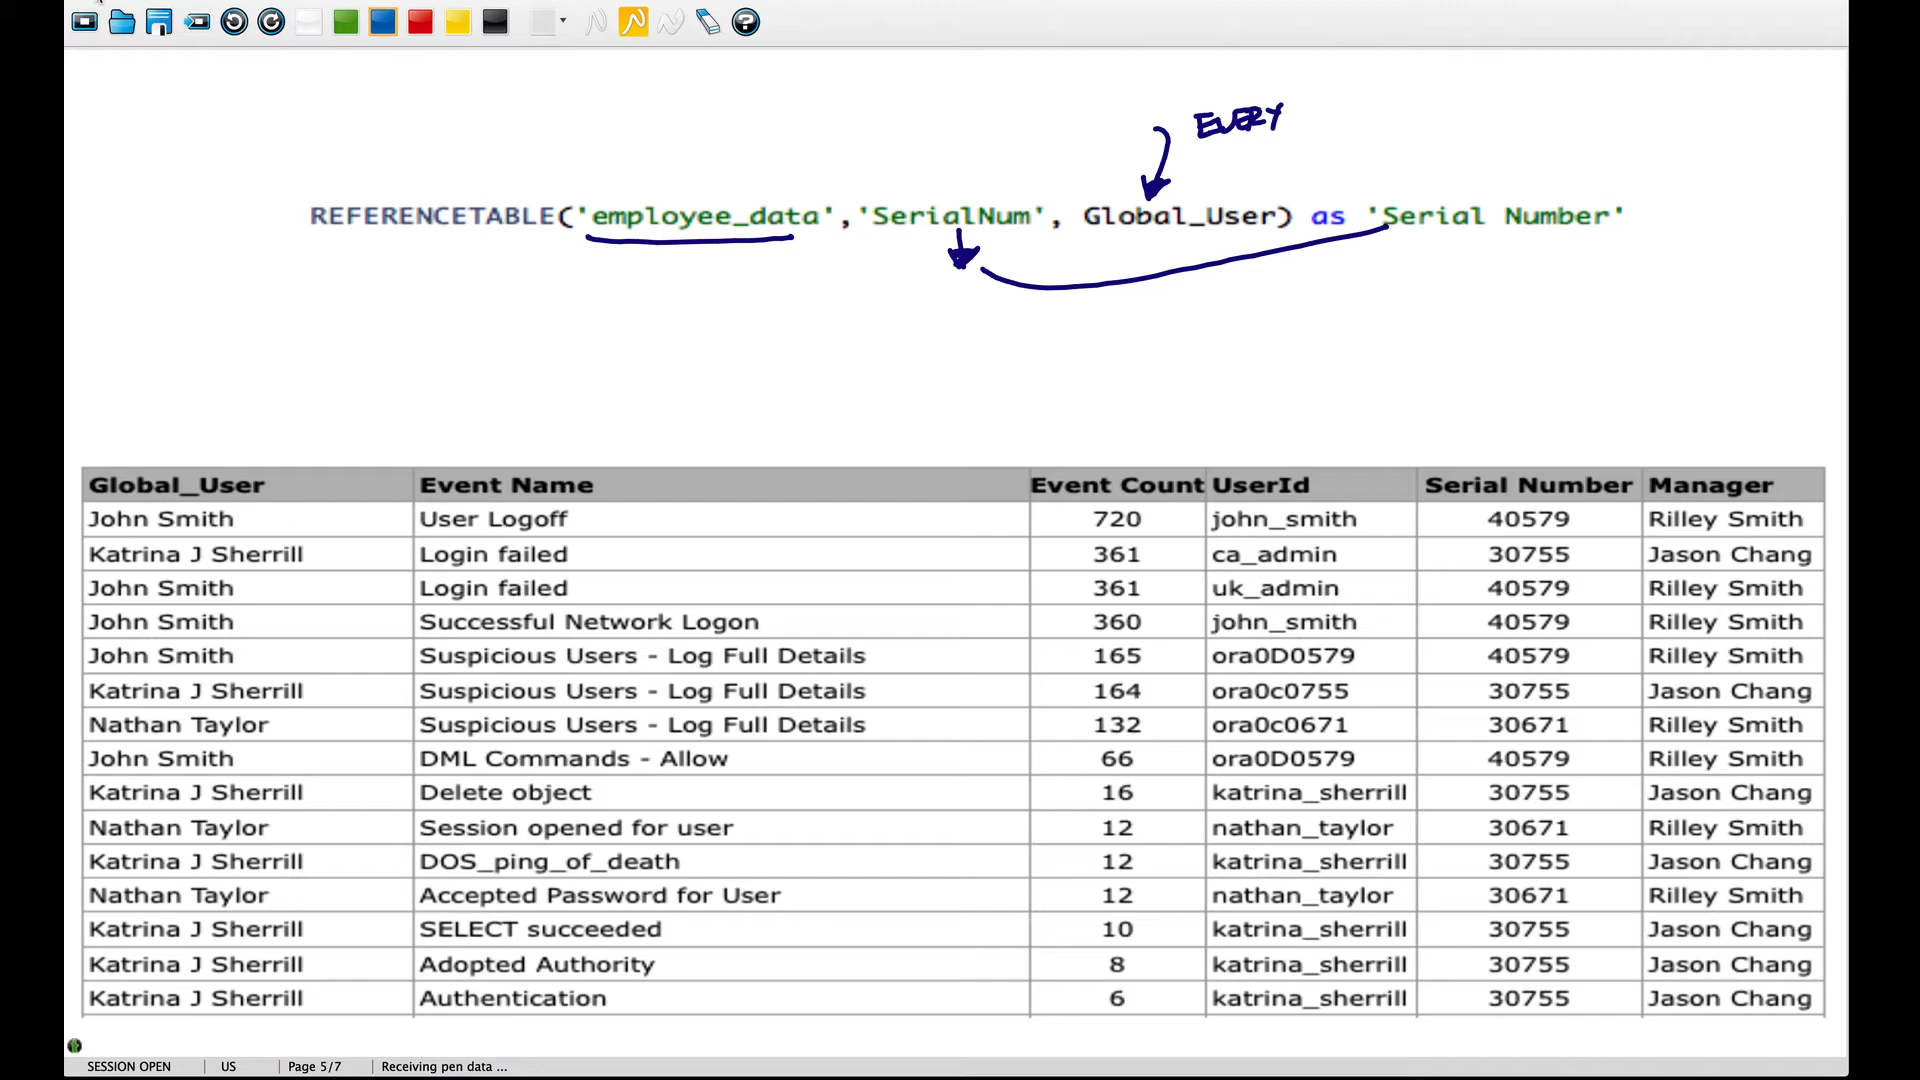 EVERY
REFERENCETABLE('employee_data','SerialNum', Global_User) as 'Serial Number'
Global_User Event Name Event Count UserId Serial Number Manager
John Smith User Logoff 720 john_smith 40579 Rilley Smith
Katrina J Sherrill Login failed 361 ca_admin 30755 Jason Chang
John Smith Login failed 361 uk_admin 40579 Rilley Smith
John Smith Successful Network Logon 360 john_smith 40579 Rilley Smith
John Smith Suspicious Users - Log Full Details 165 ora0D0579 40579 Rilley Smith
Katrina J Sherrill Suspicious Users - Log Full Details 164 ora0c0755 30755 Jason Chang
Nathan Taylor Suspicious Users - Log Full Details 132 ora0c0671 30671 Rilley Smith
John Smith DML Commands - Allow 66 ora0D0579 40579 Rilley Smith
Katrina J Sherrill Delete object 16 katrina_sherrill 30755 Jason Chang
Nathan Taylor Session opened for user 12 nathan_taylor 30671 Rilley Smith
Katrina J Sherrill DOS_ping_of_death 12 katrina_sherrill 30755 Jason Chang
Nathan Taylor Accepted Password for User 12 nathan_taylor 30671 Rilley Smith
Katrina J Sherrill SELECT succeeded 10 katrina_sherrill 30755 Jason Chang
Katrina J Sherrill Adopted Authority 8 katrina_sherrill 30755 Jason Chang
Katrina J Sherrill Authentication 6 katrina_sherrill 30755 Jason Chang
SESSION OPEN US Page 5/7 Receiving pen data ...